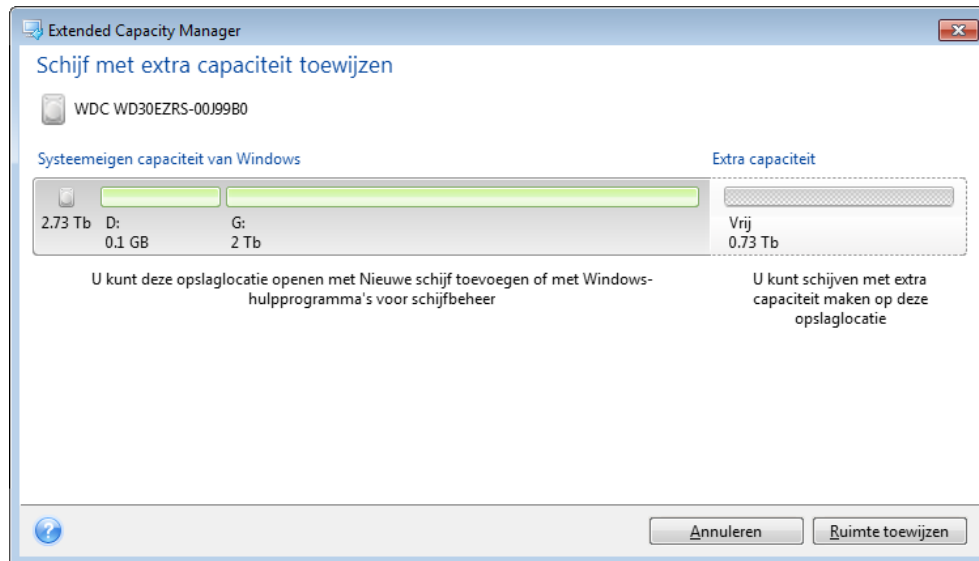 Extended Capacity Manager
Schijf met extra capaciteit toewijzen
WDC WD30EZRS-00J99B0
Systeemeigen capaciteit van Windows
Extra capaciteit
2.73 Tb D: G: Vrij
0.1 GB 2 Tb 0.73 Tb
U kunt deze opslaglocatie openen met Nieuwe schijf toevoegen of met Windows-
hulpprogramma's voor schijfbeheer
U kunt schijven met extra
capaciteit maken op deze
opslaglocatie
? Annuleren Ruimte toewijzen